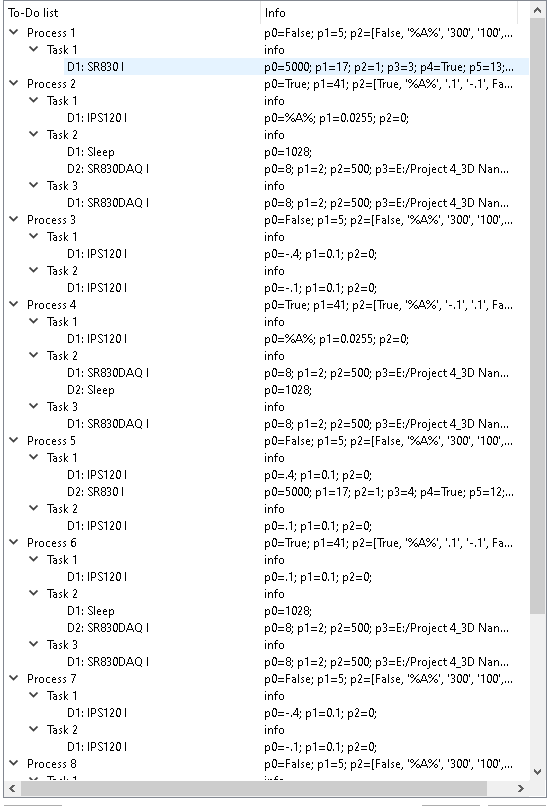 To-Do list Info
Process 1 p0=False; p1=5; p2=[False, '%A%', '300' '100',...
Task 1 info
D1: SR830 I p0=5000; p1=17; p2=1; p3=3; p4=True; p5=13;...
Process 2 p0=True; p1=41; p2=[True, '%A%', '.1', '-.1', Fa...
Task 1 info
D1: IPS120 I p0=%A%; p1=0.0255; p2=0;
Task 2 info
D1: Sleep p0=1028;
D2: SR830DAQ I p0=8; p1=2; p2=500; p3=E:/Project 4_3D Nan...
Task 3 info
D1: SR830DAQ I p0=8; p1=2; p2=500; p3=E:/Project 4_3D Nan...
Process 3 p0=False; p1=5; p2=[False, '%A%', '300' '100',...
Task 1 info
D1: IPS120 I p0=-.4; p1=0.1; p2=0;
Task 2 info
D1: IPS120 I p0=-.1; p1=0.1; p2=0;
Process 4 p0=True; p1=41; p2=[True, '%A%', '-.1', '.1', Fa...
Task 1 info
D1: IPS120 I p0=%A%; p1=0.0255; p2=0;
Task 2 info
D1: SR830DAQ I p0=8; p1=2; p2=500; p3=E:/Project 4_3D Nan...
D2: Sleep p0=1028;
Task 3 info
D1: SR830DAQ I p0=8; p1=2; p2=500; p3=E:/Project 4_3D Nan...
Process 5 p0=False; p1=5; p2=[False, '%A%', '300' '100',...
Task 1 info
D1: IPS120 I p0=.4; p1=0.1; p2=0;
D2: SR830 I p0=5000; p1=17; p2=1; p3=4; p4=True; p5=12;...
Task 2 info
D1: IPS120 I p0=.1; p1=0.1; p2=0;
Process 6 p0=True; p1=41; p2=[True, '%A%', '.1', '-.1', Fa...
Task 1 info
D1: IPS120 I p0=.1; p1=0.1; p2=0;
Task 2 info
D1: Sleep p0=1028;
D2: SR830DAQ I p0=8; p1=2; p2=500; p3=E:/Project 4_3D Nan...
Task 3 info
D1: SR830DAQ I p0=8; p1=2; p2=500; p3=E:/Project 4_3D Nan...
Process 7 p0=False; p1=5; p2=[False, '%A%', '300' '100',...
Task 1 info
D1: IPS120 I p0=-.4; p1=0.1; p2=0;
Task 2 info
D1: IPS120 I p0=-.1; p1=0.1; p2=0;
Process 8 p0=False; p1=5; p2=[False, '%A%', '300' '100',...
Task 1 info